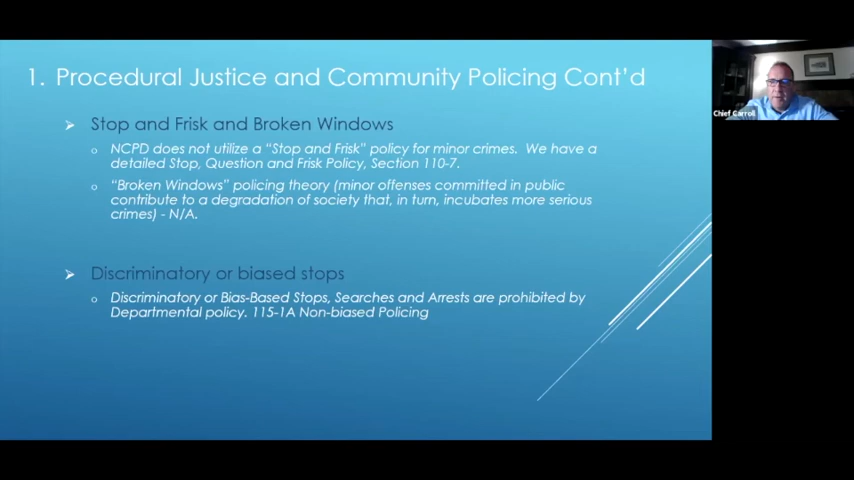 1. Procedural Justice and Community Policing Cont'd
Stop and Frisk and Broken Windows
NCPD does not utilize a "Stop and Frisk" policy for minor crimes. We have a
detailed Stop, Question and Frisk Policy, Section 110-7.
"Broken Windows" policing theory (minor offenses committed in public
contribute to a degradation of society that, in turn, incubates more serious
crimes) - N/A.
Discriminatory or biased stops
Discriminatory or Bias-Based Stops, Searches and Arrests are prohibited by
Departmental policy. 115-1A Non-biased Policing
Chief Carroll